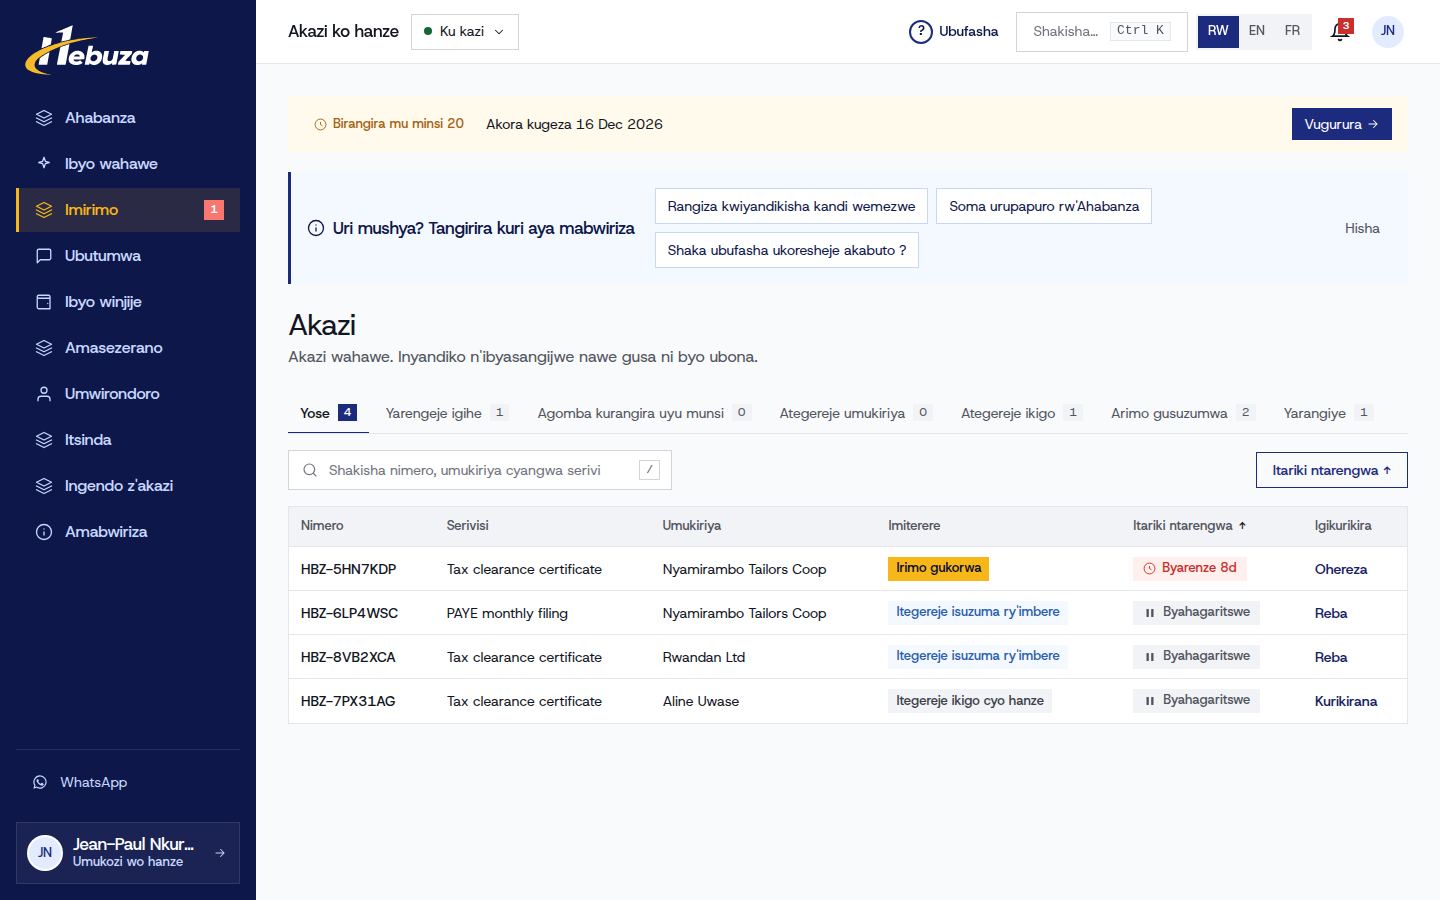 Hebuza
Akazi ko hanze
Ku kazi
? Ubufasha
Shakisha... Ctrl K
RW EN FR
3
JN
Ahabanza
Ibyo wahawe
Imirimo 1
Ubutumwa
Ibyo winjije
Amasezerano
Umwirondoro
Itsinda
Ingendo z'akazi
Amabwiriza
WhatsApp
JN
Jean-Paul Nkur...
Umukozi wo hanze
Birangira mu minsi 20 Akora kugeza 16 Dec 2026 Vugurura →
Uri mushya? Tangirira kuri aya mabwiriza
Rangiza kwiyandikisha kandi wemezwe
Soma urupapuro rw'Ahabanza
Shaka ubufasha ukoresheje akabuto ?
Hisha
Akazi
Akazi wahawe. Inyandiko n'ibyasangijwe nawe gusa ni byo ubona.
Yose 4 Yarengeje igihe 1 Agomba kurangira uyu munsi 0 Ategereje umukiriya 0 Ategereje ikigo 1 Arimo gusuzumwa 2 Yarangiye 1
Shakisha nimero, umukiriya cyangwa serivi /
Itariki ntarengwa ↑
Nimero Serivisi Umukiriya Imiterere Itariki ntarengwa ↑ Igikurikira
HBZ-5HN7KDP Tax clearance certificate Nyamirambo Tailors Coop Irimo gukorwa Byarenze 8d Ohereza
HBZ-6LP4WSC PAYE monthly filing Nyamirambo Tailors Coop Itegereje isuzuma ry'imbere Byahagaritswe Reba
HBZ-8VB2XCA Tax clearance certificate Rwandan Ltd Itegereje isuzuma ry'imbere Byahagaritswe Reba
HBZ-7PX31AG Tax clearance certificate Aline Uwase Itegereje ikigo cyo hanze Byahagaritswe Kurikirana